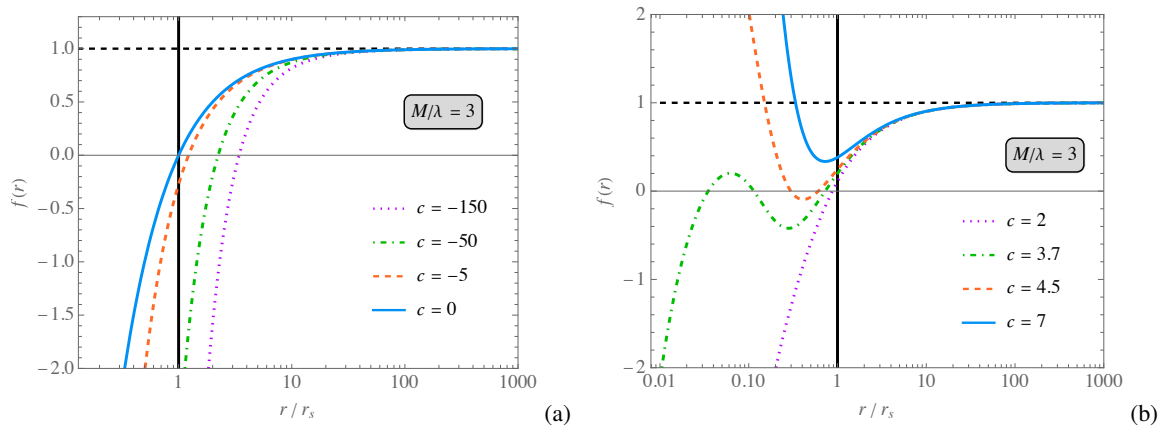 1.0
0.5
0.0
−0.5
−1.0
−1.5
−2.0
f(r)
M/λ = 3
c = −150
c = −50
c = −5
c = 0
1
10
100
1000
r / r_s
(a)
2
1
0
−1
−2
f(r)
M/λ = 3
c = 2
c = 3.7
c = 4.5
c = 7
0.01
0.10
1
10
100
1000
r / r_s
(b)